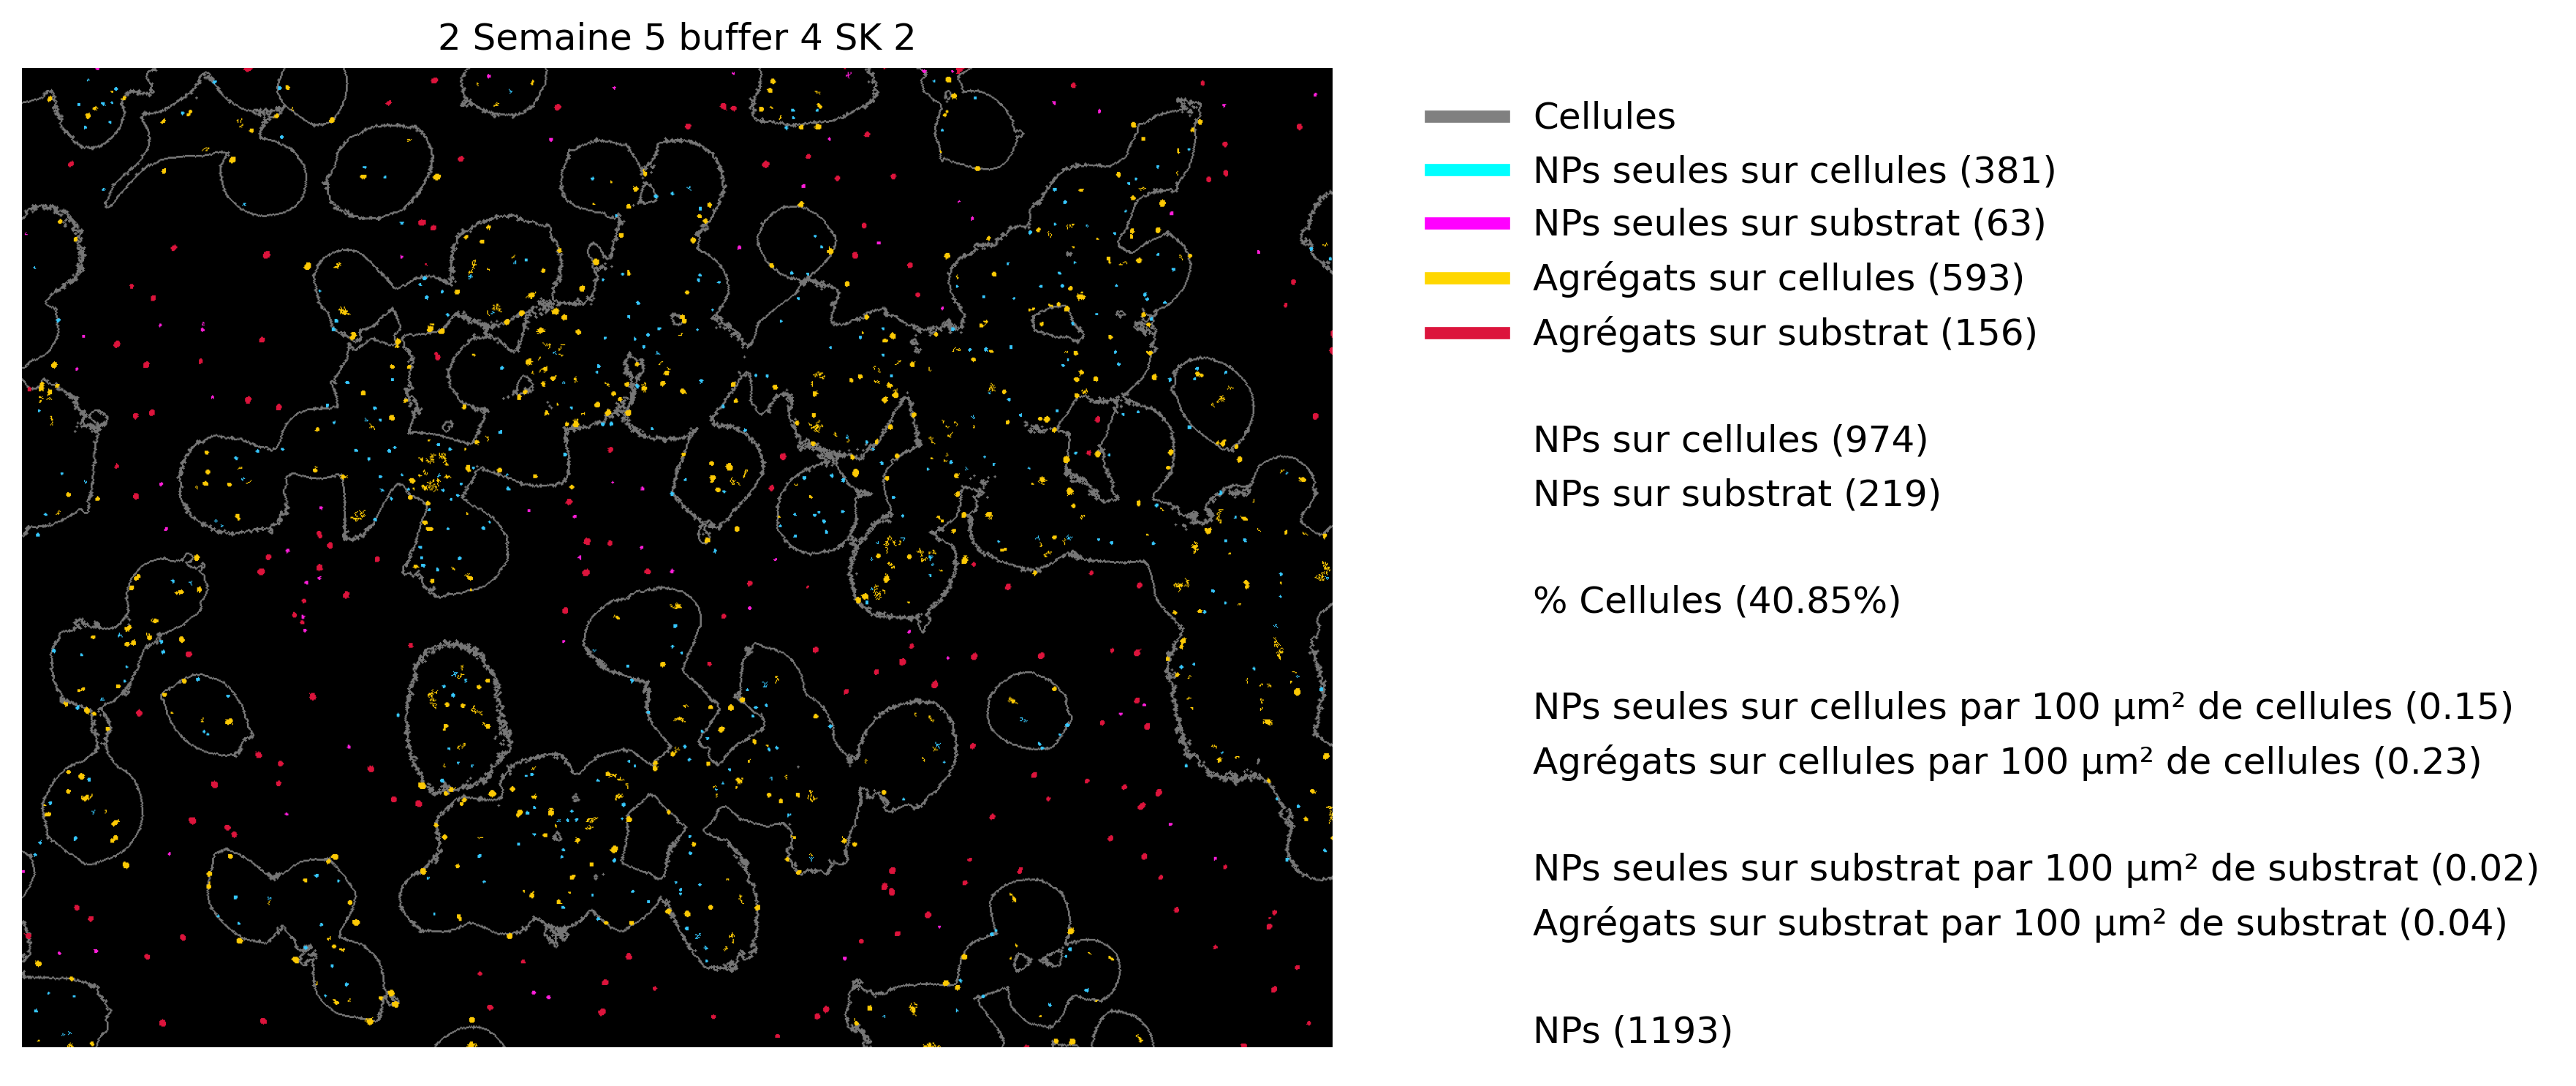 2 Semaine 5 buffer 4 SK 2
Cellules
NPs seules sur cellules (381)
NPs seules sur substrat (63)
Agrégats sur cellules (593)
Agrégats sur substrat (156)
NPs sur cellules (974)
NPs sur substrat (219)
% Cellules (40.85%)
NPs seules sur cellules par 100 µm² de cellules (0.15)
Agrégats sur cellules par 100 µm² de cellules (0.23)
NPs seules sur substrat par 100 µm² de substrat (0.02)
Agrégats sur substrat par 100 µm² de substrat (0.04)
NPs (1193)